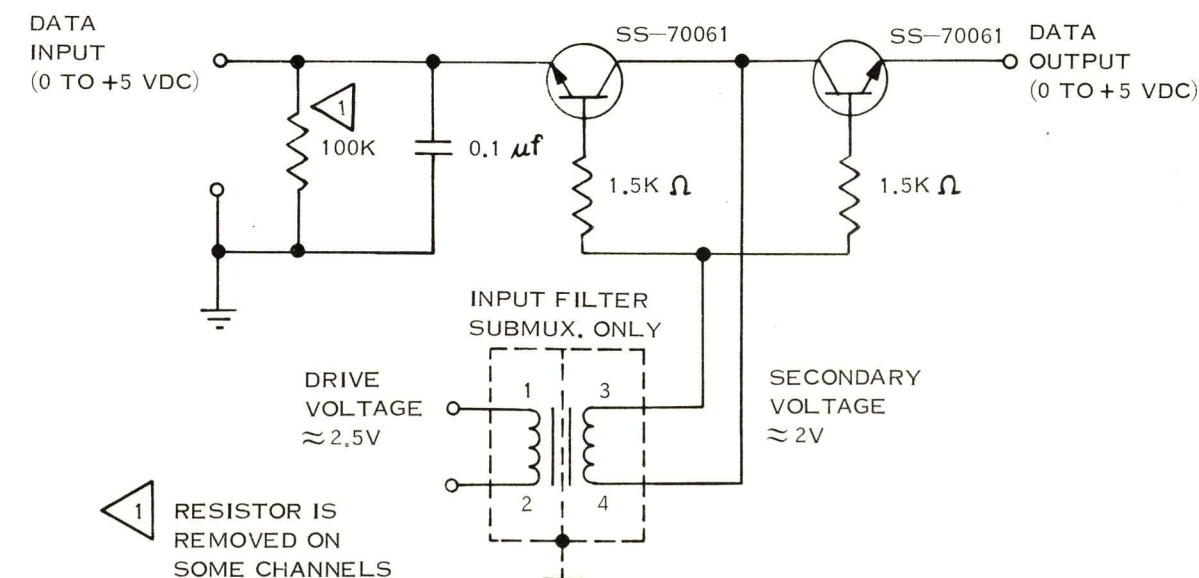 DATA
INPUT
(0 TO +5 VDC)
1
100K
0.1 μf
SS-70061
1.5K Ω
SS-70061
1.5K Ω
DATA
OUTPUT
(0 TO +5 VDC)
INPUT FILTER
SUBMUX. ONLY
DRIVE
VOLTAGE
≈2.5V
1
2
3
4
SECONDARY
VOLTAGE
≈2V
1
RESISTOR IS
REMOVED ON
SOME CHANNELS